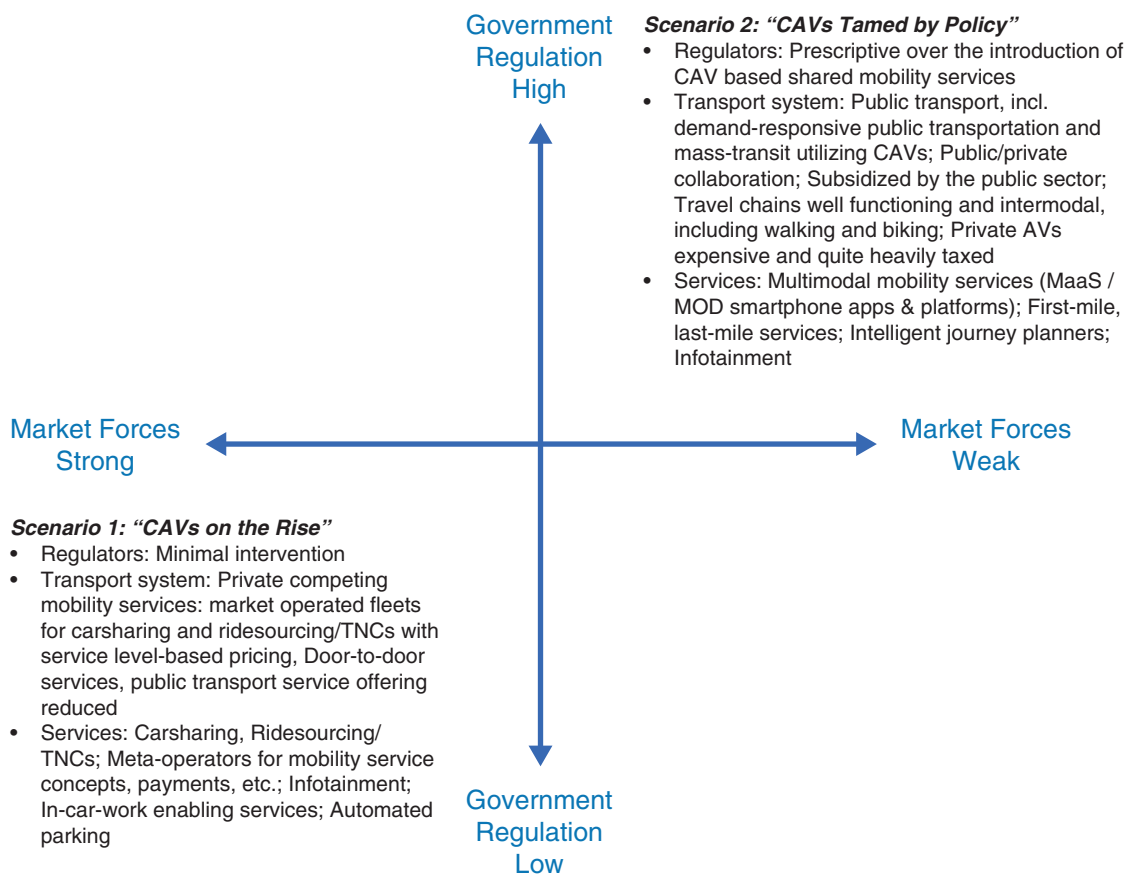 Government
Regulation
High
Scenario 2: “CAVs Tamed by Policy”
• Regulators: Prescriptive over the introduction of
CAV based shared mobility services
• Transport system: Public transport, incl.
demand-responsive public transportation and
mass-transit utilizing CAVs; Public/private
collaboration; Subsidized by the public sector;
Travel chains well functioning and intermodal,
including walking and biking; Private AVs
expensive and quite heavily taxed
• Services: Multimodal mobility services (MaaS /
MOD smartphone apps & platforms); First-mile,
last-mile services; Intelligent journey planners;
Infotainment
Market Forces
Strong
Market Forces
Weak
Scenario 1: “CAVs on the Rise”
• Regulators: Minimal intervention
• Transport system: Private competing
mobility services: market operated fleets
for carsharing and ridesourcing/TNCs with
service level-based pricing, Door-to-door
services, public transport service offering
reduced
• Services: Carsharing, Ridesourcing/
TNCs; Meta-operators for mobility service
concepts, payments, etc.; Infotainment;
In-car-work enabling services; Automated
parking
Government
Regulation
Low